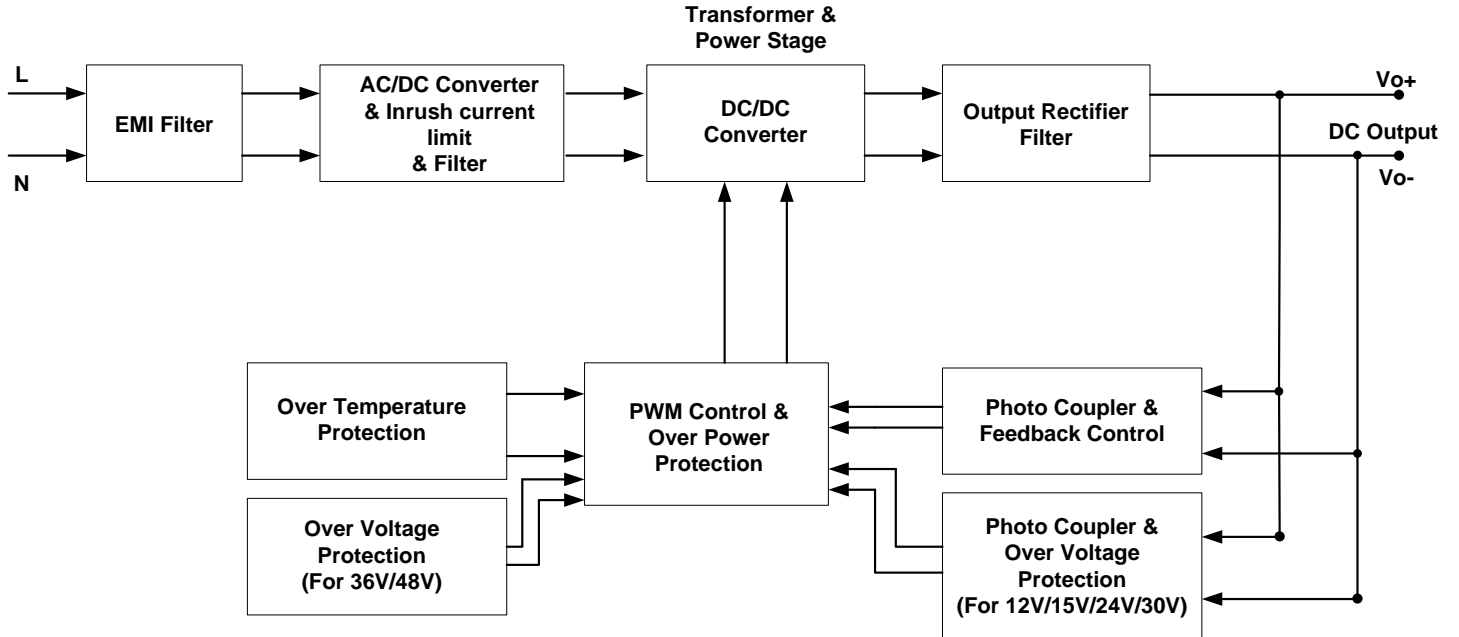 Transformer &
Power Stage
L
N
EMI Filter
AC/DC Converter
& Inrush current
limit
& Filter
DC/DC
Converter
Output Rectifier
Filter
Vo+
DC Output
Vo-
Over Temperature
Protection
PWM Control &
Over Power
Protection
Photo Coupler &
Feedback Control
Over Voltage
Protection
(For 36V/48V)
Photo Coupler &
Over Voltage
Protection
(For 12V/15V/24V/30V)